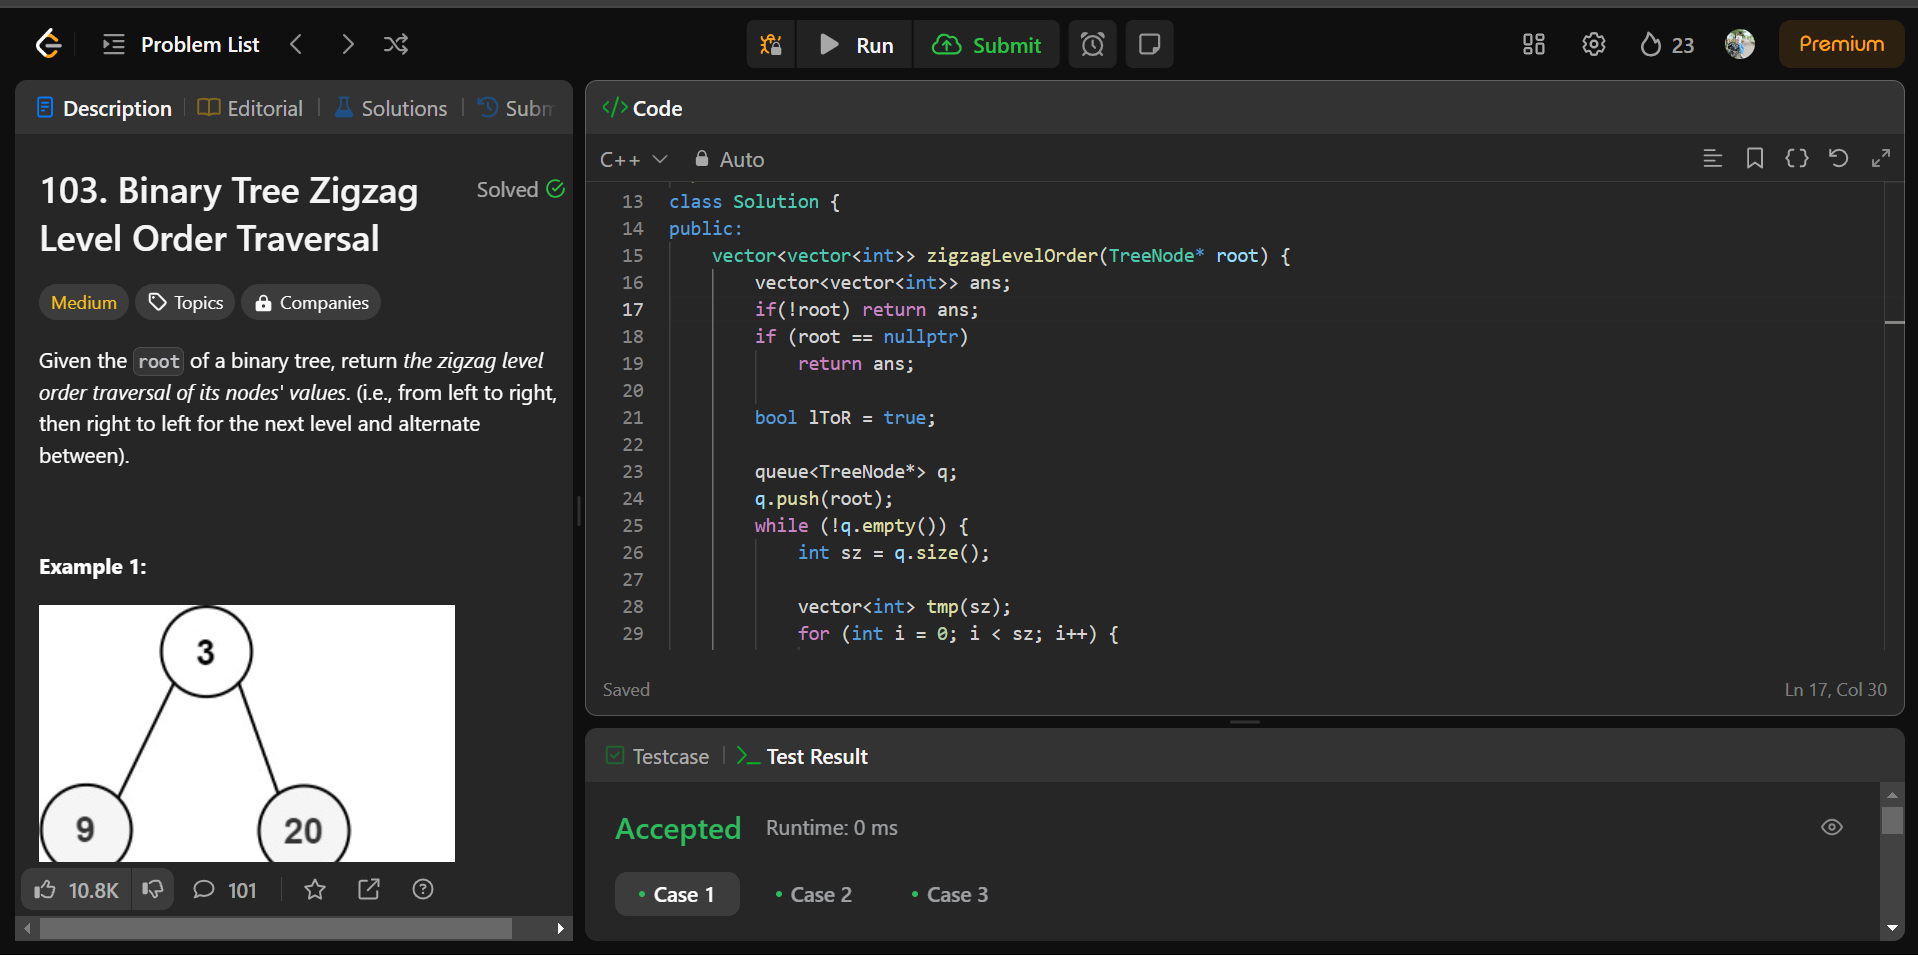 Problem List
Run
Submit
23
Premium
Description
Editorial
Solutions
Subm
103. Binary Tree Zigzag
Level Order Traversal
Solved
Medium
Topics
Companies
Given the root of a binary tree, return the zigzag level
order traversal of its nodes' values. (i.e., from left to right,
then right to left for the next level and alternate
between).
Example 1:
3
9
20
10.8K
101
</> Code
C++
Auto
13 class Solution {
14 public:
15 vector<vector<int>> zigzagLevelOrder(TreeNode* root) {
16 vector<vector<int>> ans;
17 if(!root) return ans;
18 if (root == nullptr)
19 return ans;
20
21 bool lToR = true;
22
23 queue<TreeNode*> q;
24 q.push(root);
25 while (!q.empty()) {
26 int sz = q.size();
27
28 vector<int> tmp(sz);
29 for (int i = 0; i < sz; i++) {
Saved
Ln 17, Col 30
Testcase
Test Result
Accepted
Runtime: 0 ms
Case 1
Case 2
Case 3